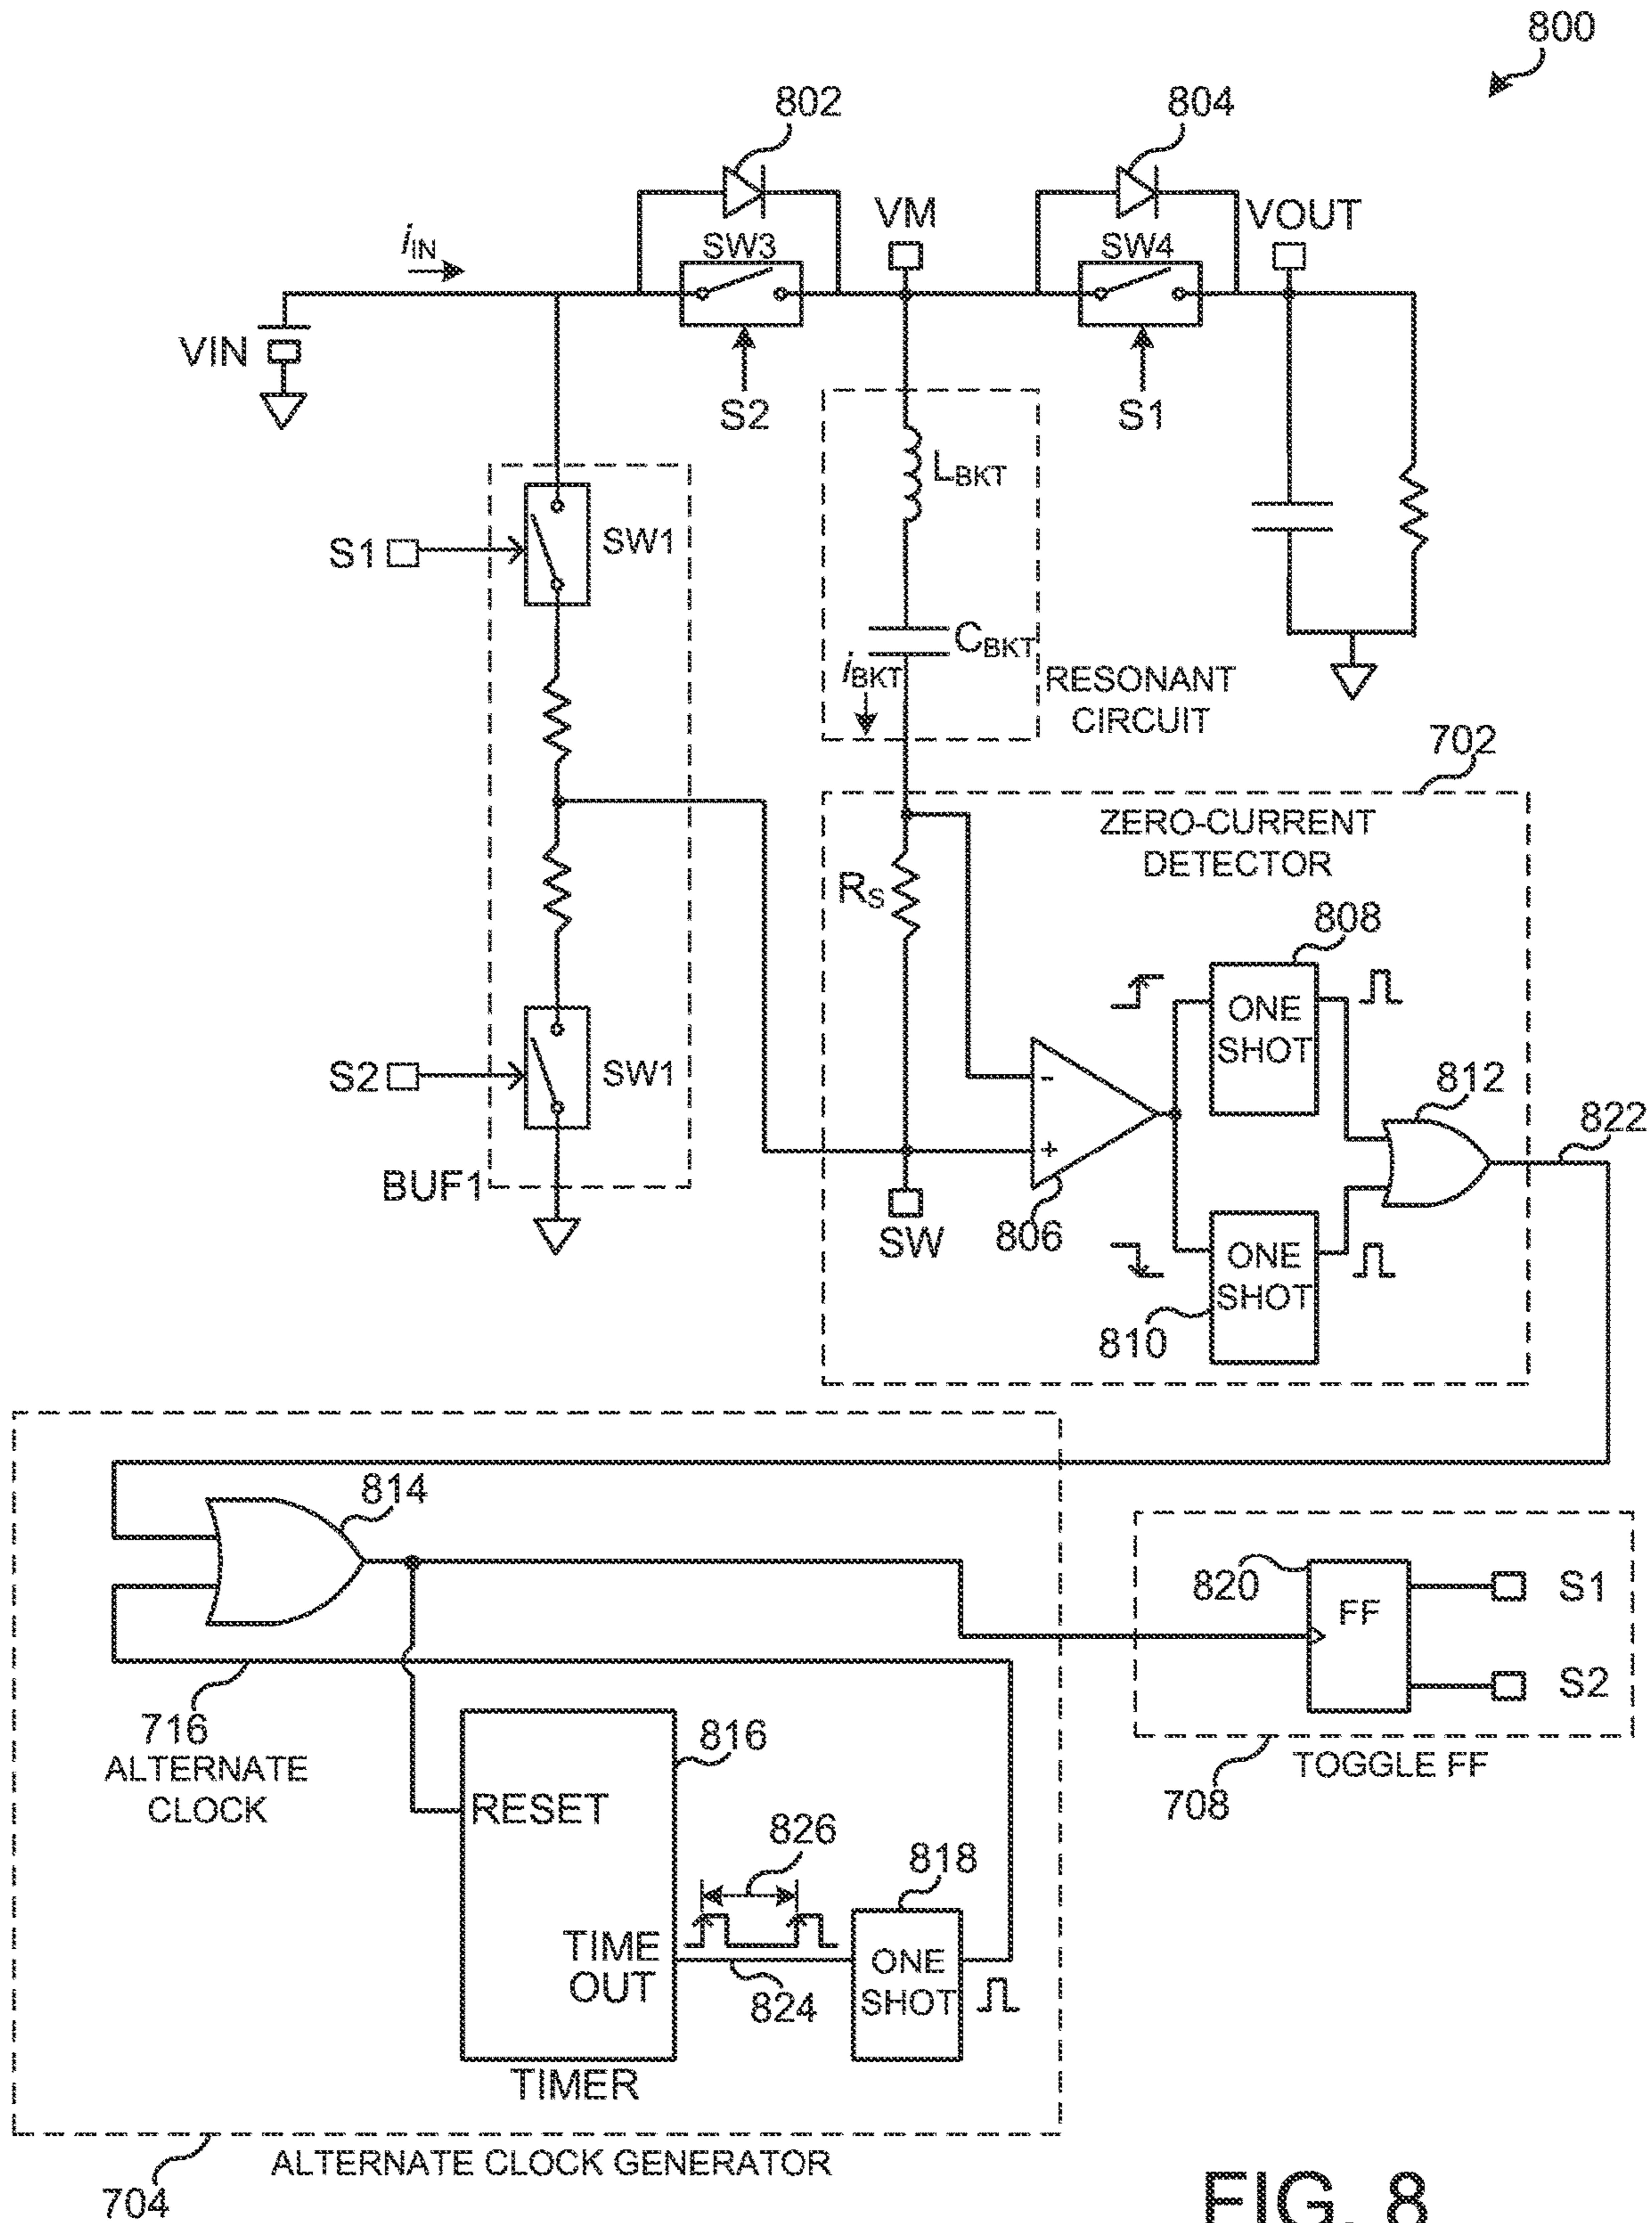 800
802
804
VM
VOUT
iIN
SW3
SW4
VIN
S2
S1
LBKT
S1
SW1
CBKT
iBKT
RESONANT
CIRCUIT
702
ZERO-CURRENT
DETECTOR
RS
808
ONE
SHOT
812
822
S2
SW1
-
+
BUF1
SW
806
ONE
SHOT
810
814
820
FF
S1
S2
716
ALTERNATE
CLOCK
816
708
TOGGLE FF
RESET
826
818
TIME
OUT
ONE
SHOT
824
TIMER
ALTERNATE CLOCK GENERATOR
704
FIG. 8